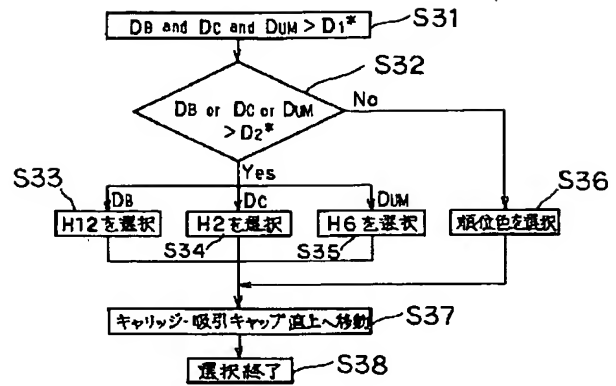 DB and DC and DUM > D1*
S31
S32
DB or DC or DUM
> D2*
No
Yes
S33
DB
DC
DUM
S36
H12を選択
H2を選択
H6を選択
順位色を選択
S34
S35
キャリッジ-吸引キャップ直上へ移動
S37
選択終了
S38